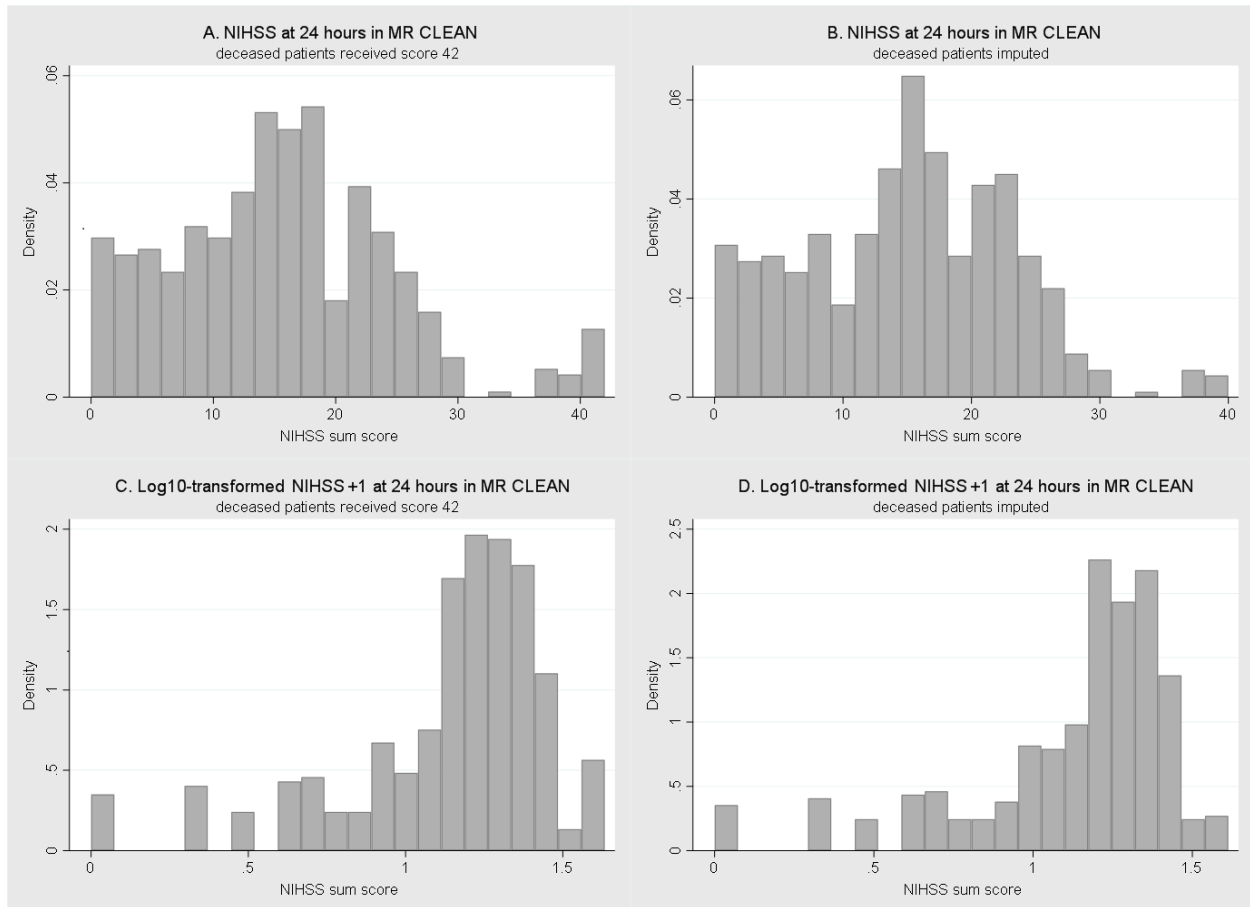 A. NIHSS at 24 hours in MR CLEAN
deceased patients received score 42
.06
.04
.02
0
Density
0 10 20 30 40
NIHSS sum score
B. NIHSS at 24 hours in MR CLEAN
deceased patients imputed
.06
.04
.02
0
Density
0 10 20 30 40
NIHSS sum score
C. Log10-transformed NIHSS +1 at 24 hours in MR CLEAN
deceased patients received score 42
2
1.5
1
.5
0
Density
0 .5 1 1.5
NIHSS sum score
D. Log10-transformed NIHSS +1 at 24 hours in MR CLEAN
deceased patients imputed
2.5
2
1.5
1
.5
0
Density
0 .5 1 1.5
NIHSS sum score